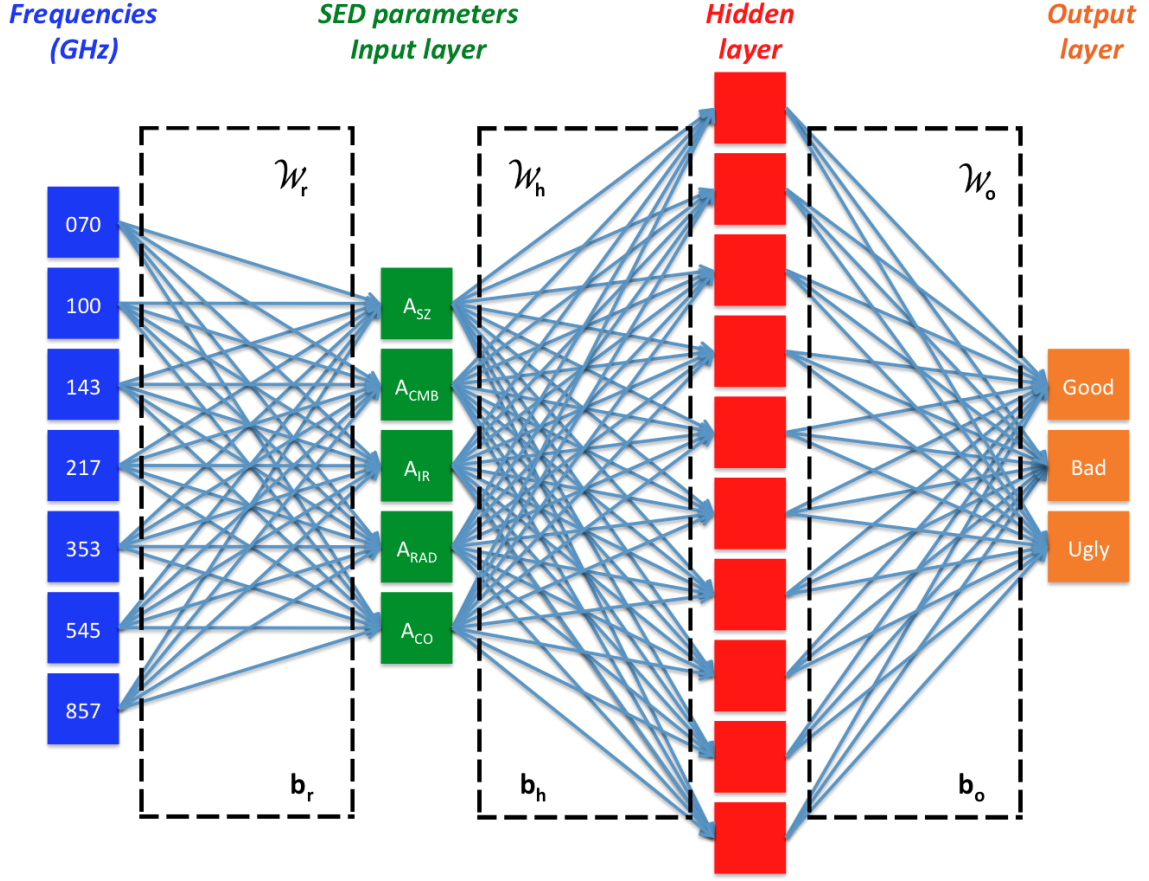 Frequencies
(GHz)
SED parameters
Input layer
Hidden
layer
Output
layer
𝒲r
𝒲h
𝒲o
070
100
143
217
353
545
857
ASZ
ACMB
AIR
ARAD
ACO
Good
Bad
Ugly
br
bh
bo